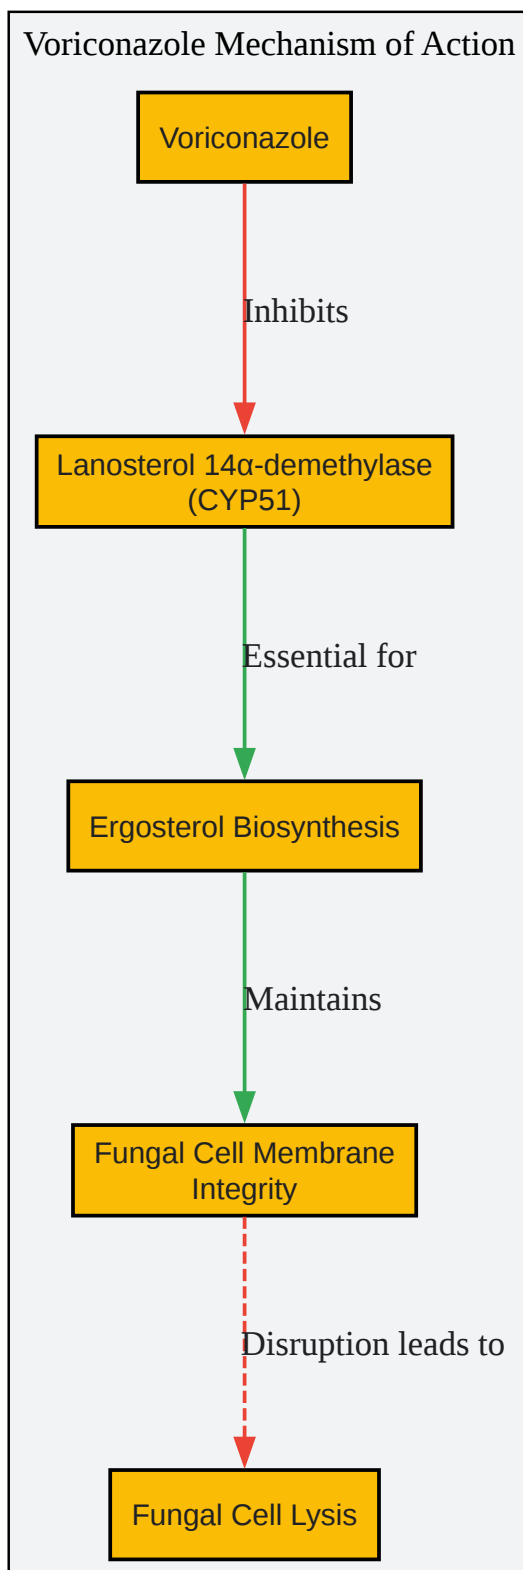 Voriconazole Mechanism of Action
Voriconazole
Inhibits
Lanosterol 14α-demethylase
(CYP51)
Essential for
Ergosterol Biosynthesis
Maintains
Fungal Cell Membrane
Integrity
Disruption leads to
Fungal Cell Lysis